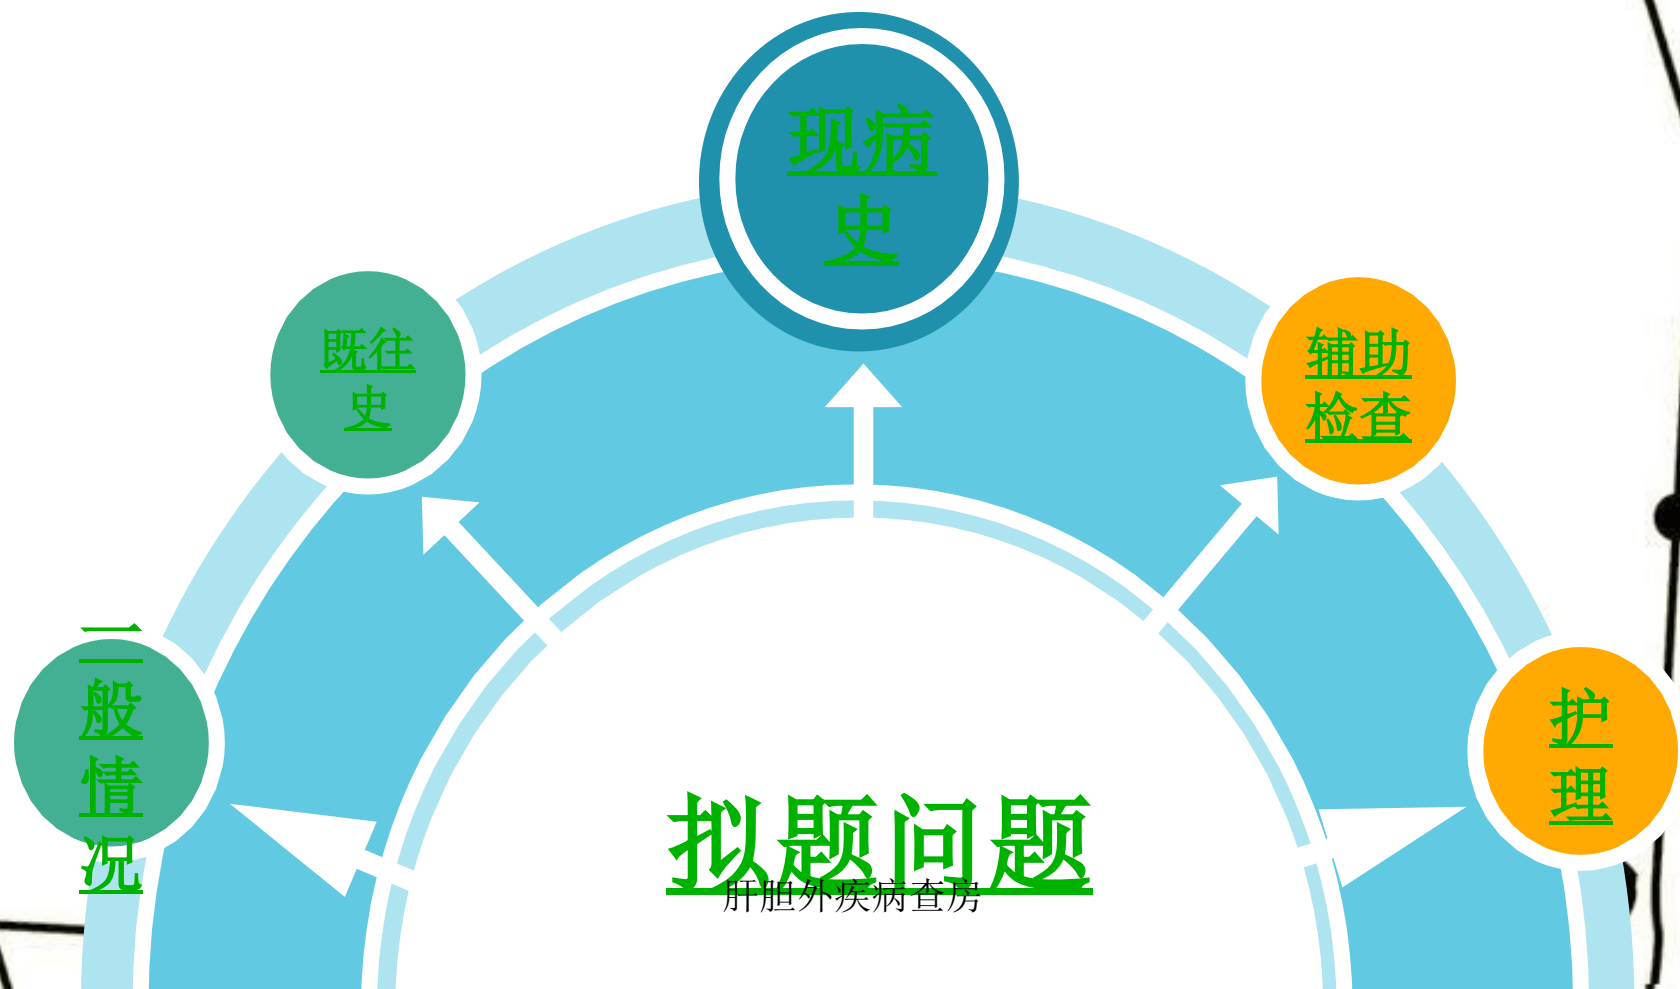 现病
史
既往
史
辅助
检查
一
般
情
况
护
理
拟题问题
肝胆外疾病查房